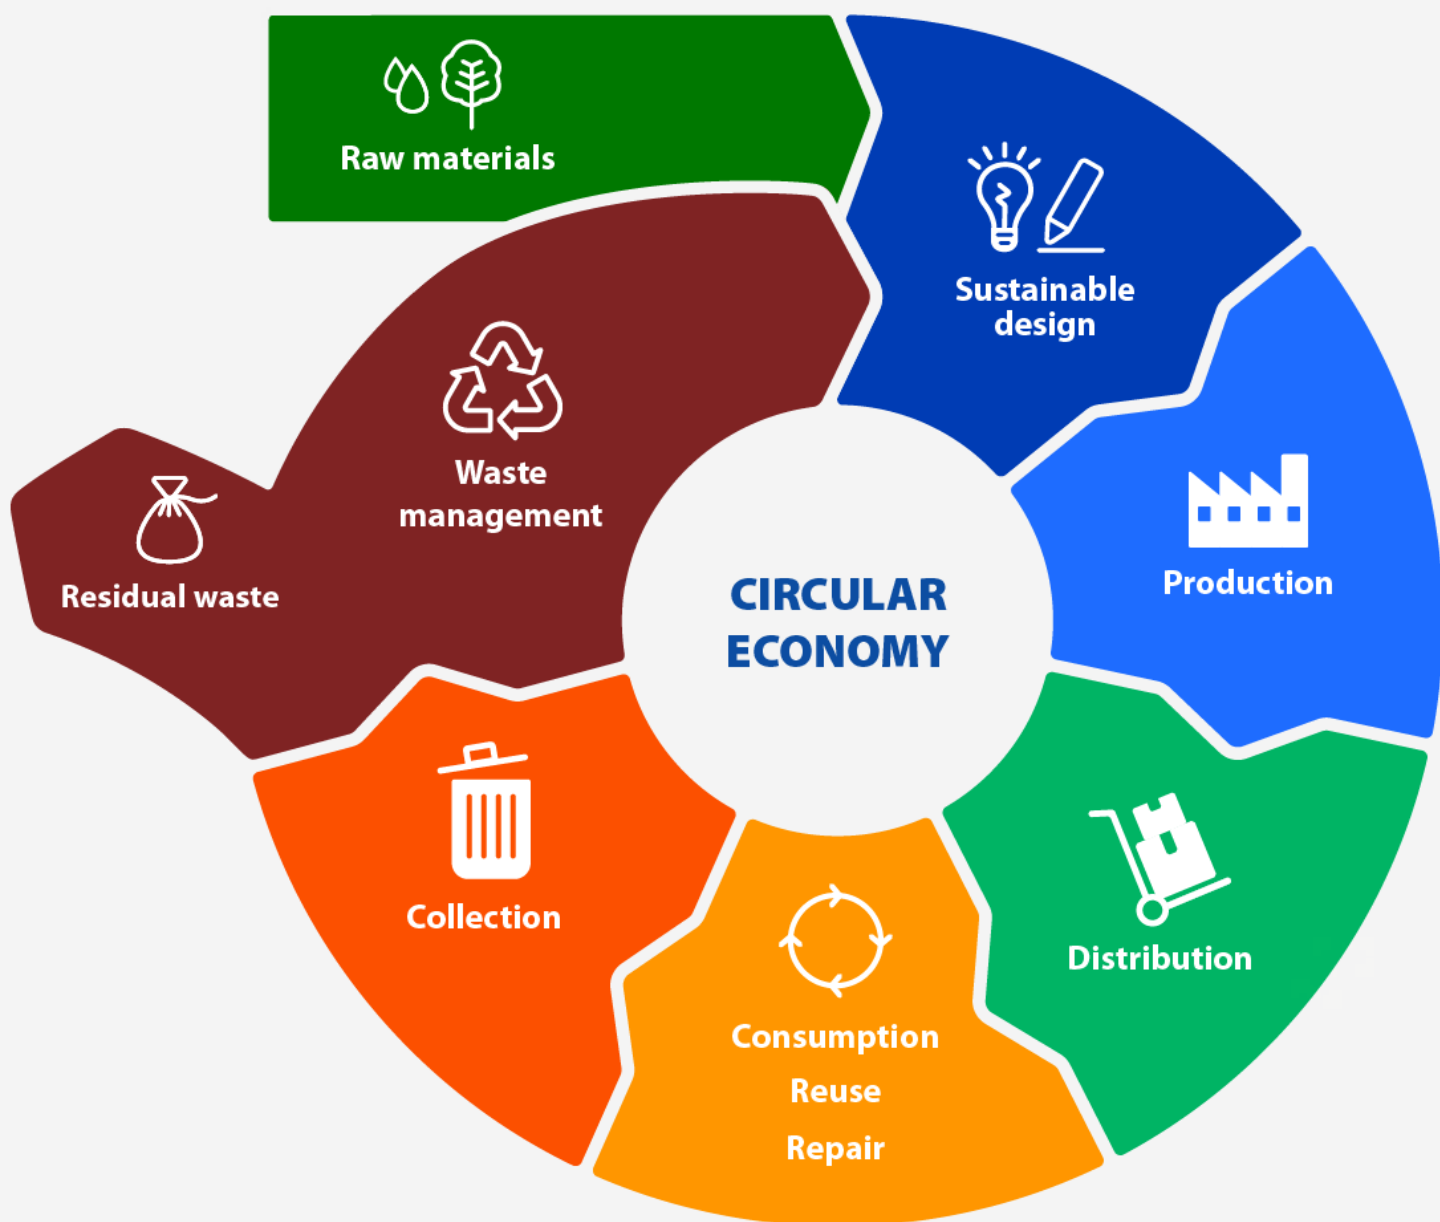 Raw materials
Sustainable
design
Production
Distribution
Consumption
Reuse
Repair
Collection
Waste
management
Residual waste
CIRCULAR
ECONOMY